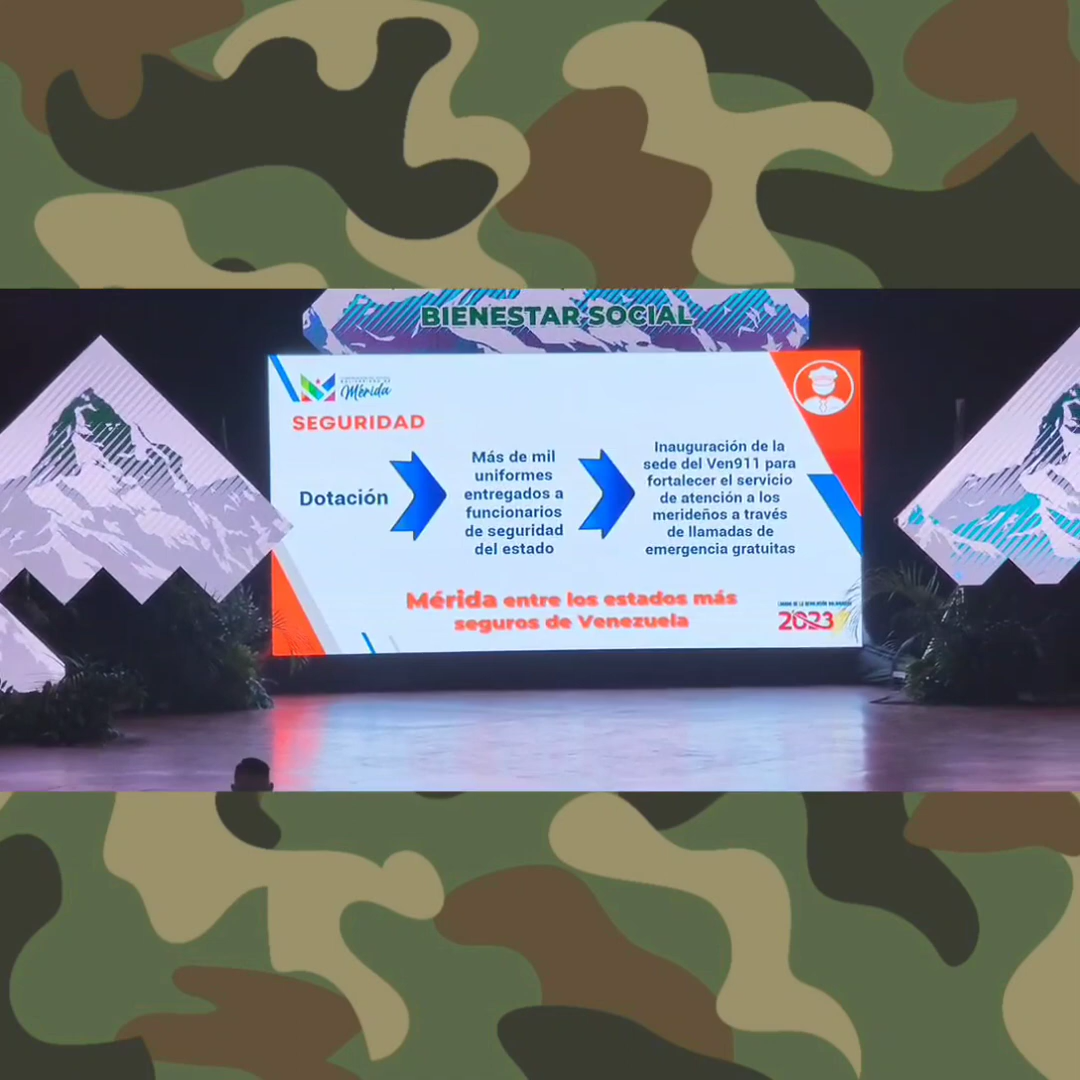 BIENESTAR SOCIAL
Mérida
SEGURIDAD
Dotación
Más de mil
uniformes
entregados a
funcionarios
de seguridad
del estado
Inauguración de la
sede del Ven911 para
fortalecer el servicio
de atención a los
merideños a través
de llamadas de
emergencia gratuitas
Mérida entre los estados más
seguros de Venezuela
2023